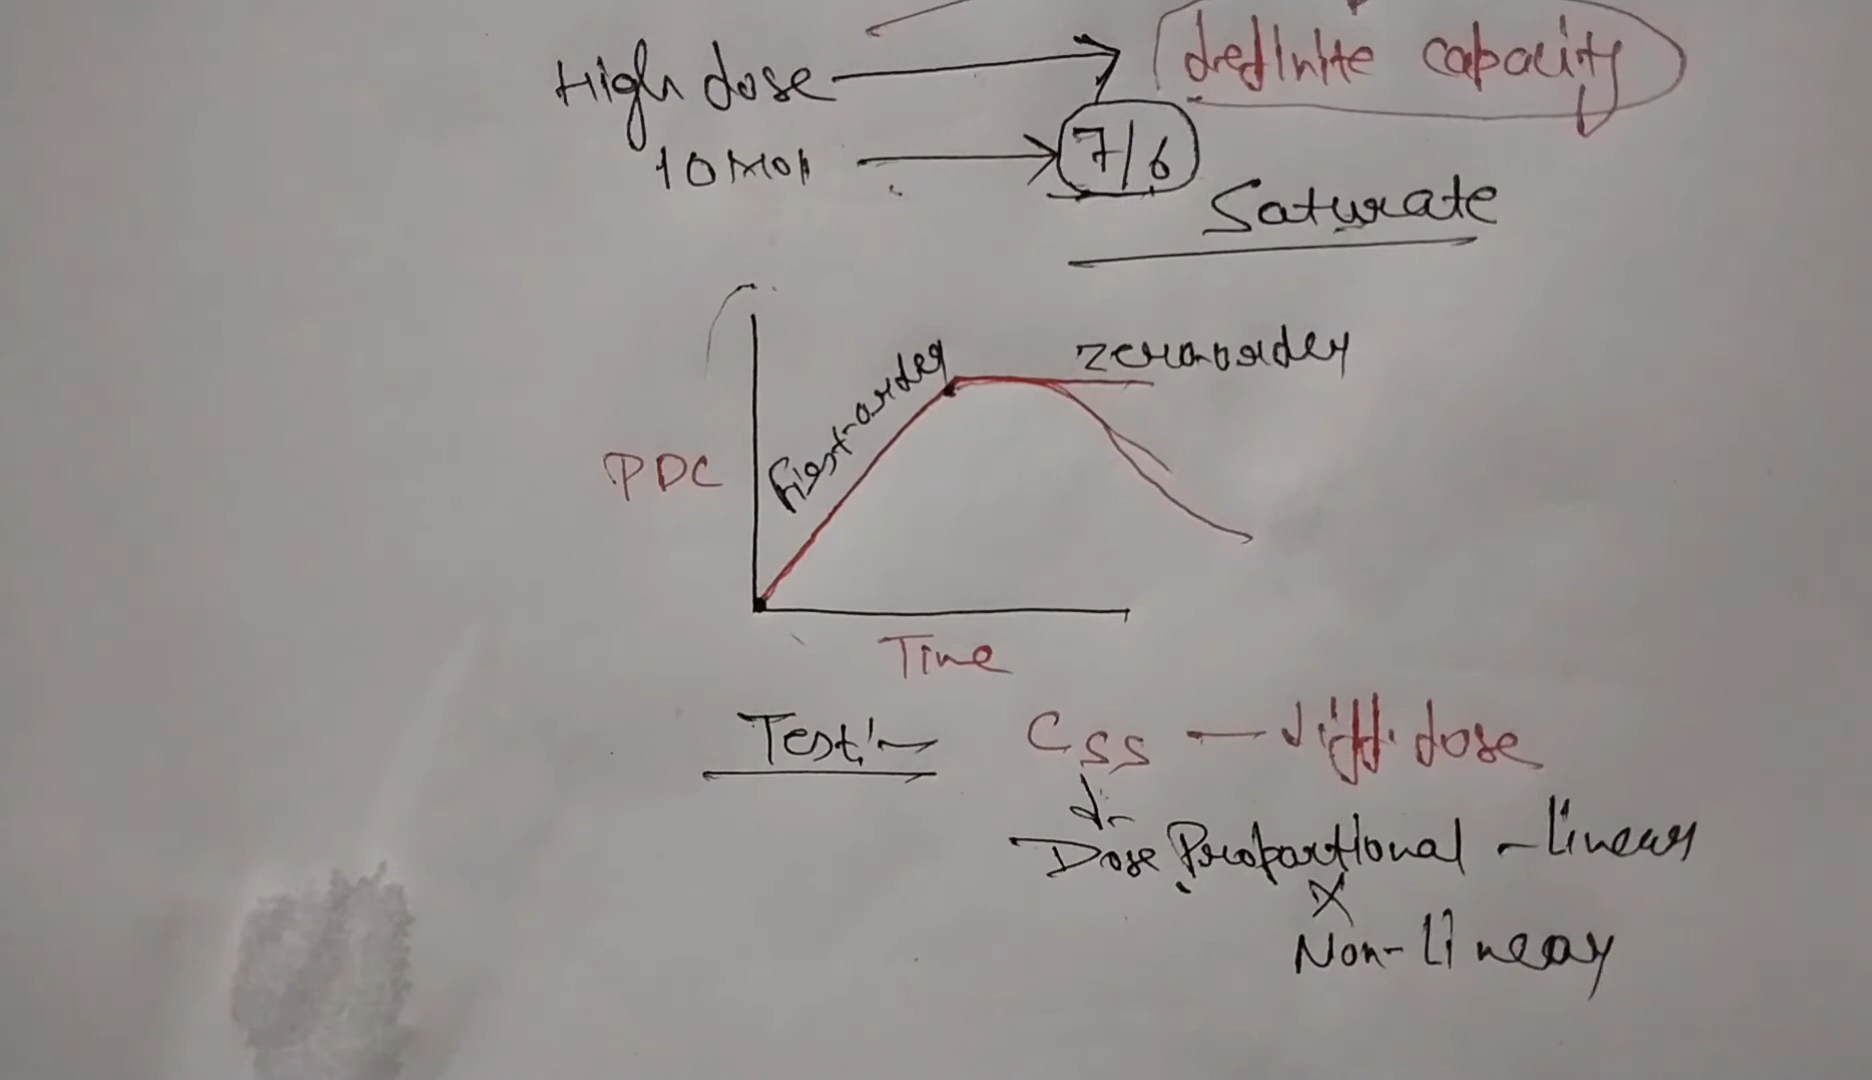 definite capacity
High dose
10 mol
7/6
Saturate
zero-order
First-order
PDC
Time
Test:-
Css - diff. dose
Dose Proportional - linear
Non-linear